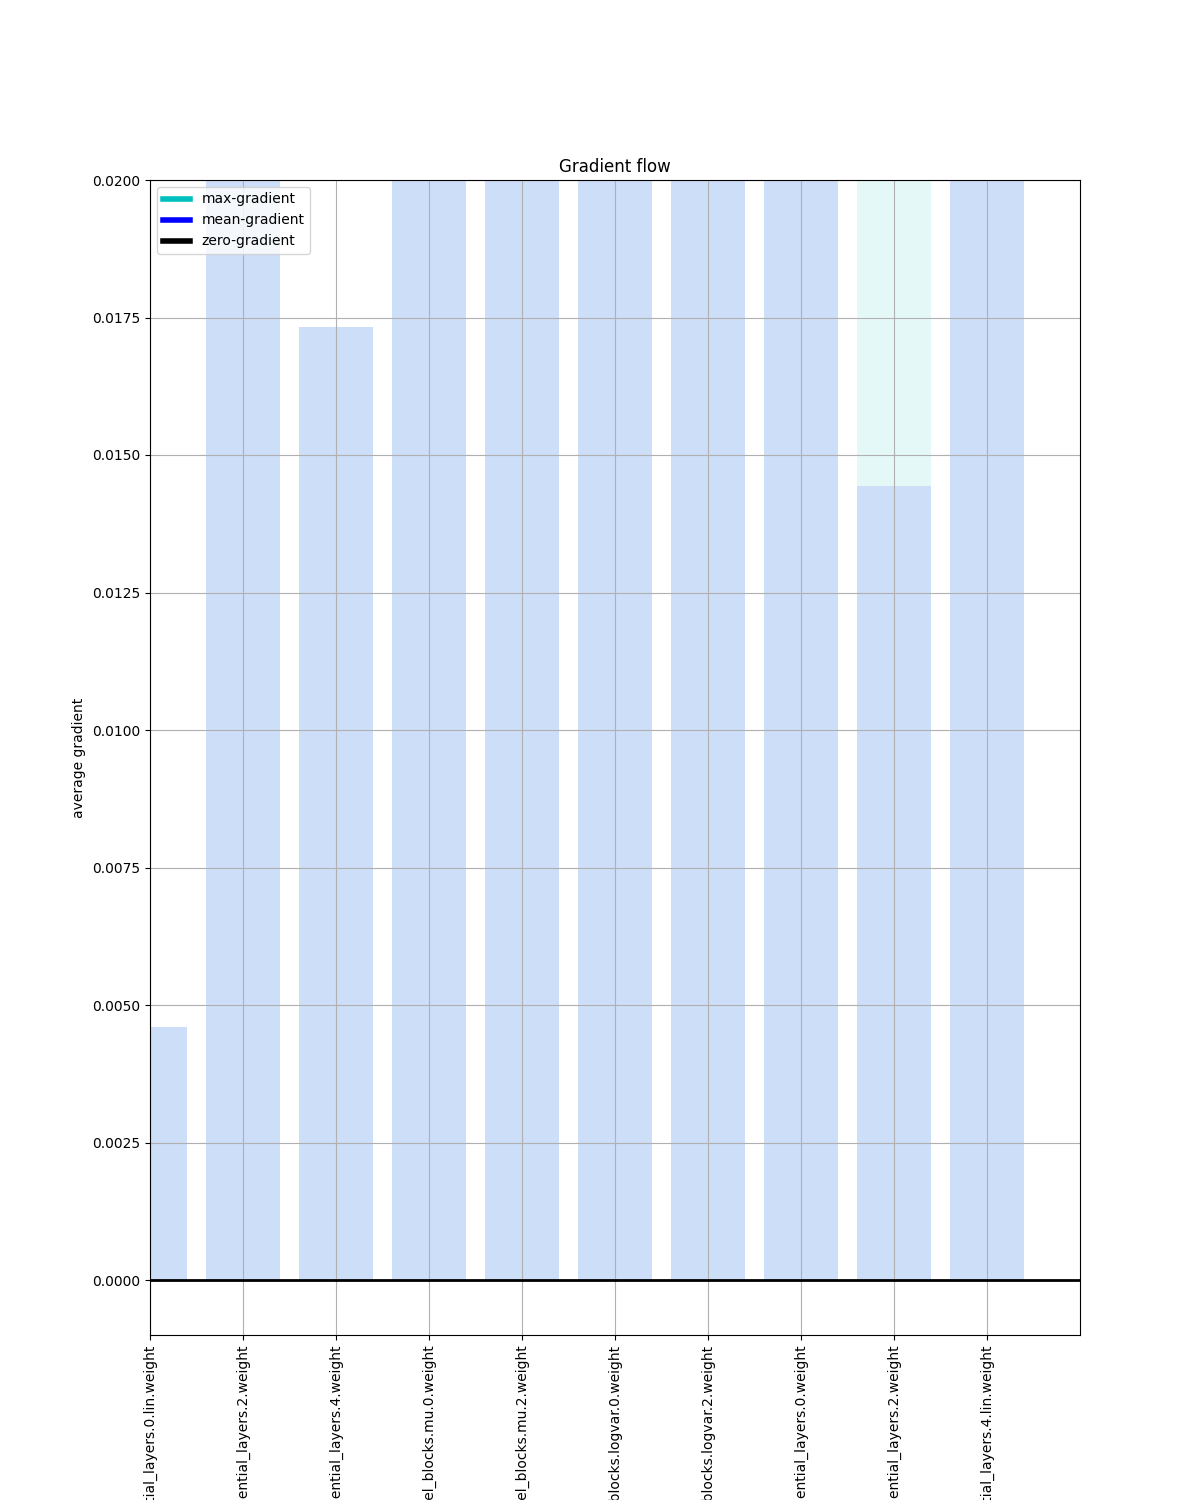 Gradient flow
max-gradient
mean-gradient
zero-gradient
0.0200
0.0175
0.0150
0.0125
0.0100
0.0075
0.0050
0.0025
0.0000
average gradient
tial_layers.0.lin.weight
ential_layers.2.weight
ential_layers.4.weight
el_blocks.mu.0.weight
el_blocks.mu.2.weight
blocks.logvar.0.weight
blocks.logvar.2.weight
ential_layers.0.weight
ential_layers.2.weight
tial_layers.4.lin.weight